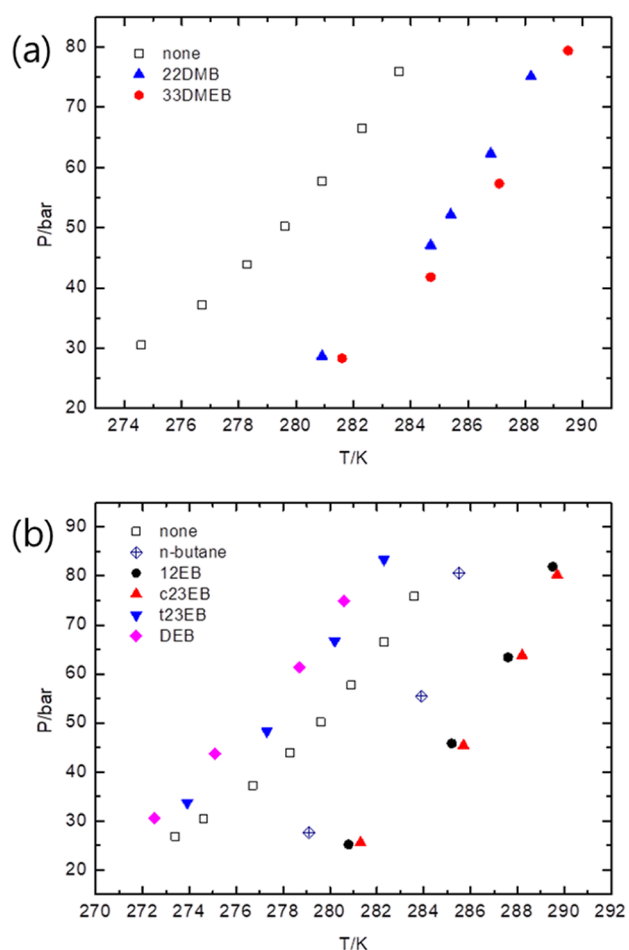 (a)
none
22DMB
33DMEB
P/bar
80
70
60
50
40
30
20
274 276 278 280 282 284 286 288 290
T/K
(b)
none
n-butane
12EB
c23EB
t23EB
DEB
P/bar
90
80
70
60
50
40
30
20
270 272 274 276 278 280 282 284 286 288 290 292
T/K